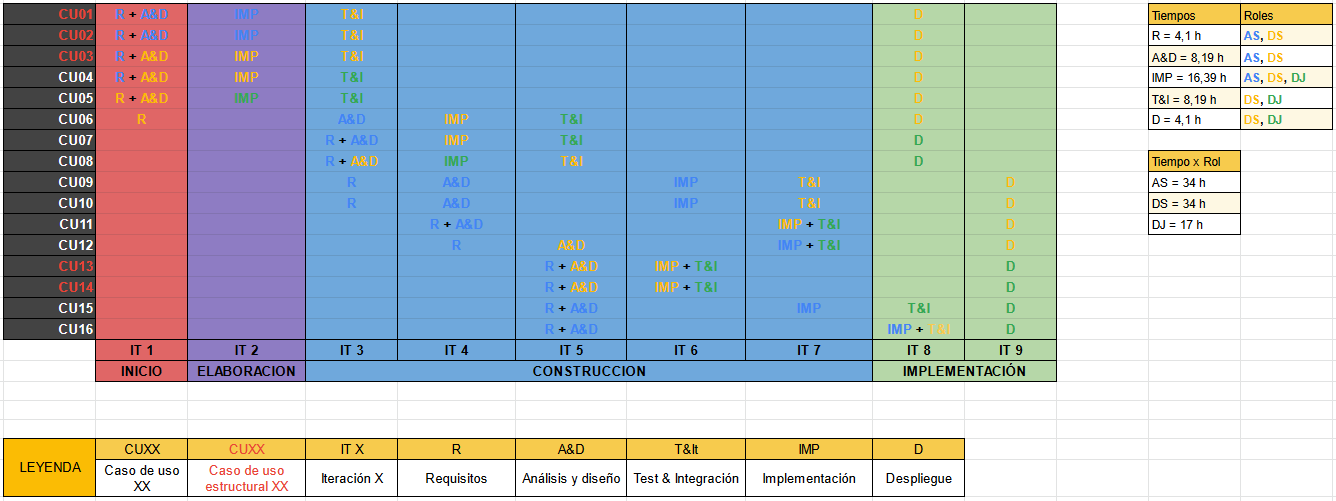 CU01 R + A&D IMP T&I D Tiempos Roles
CU02 R + A&D IMP T&I D R = 4,1 h AS, DS
CU03 R + A&D IMP T&I D A&D = 8,19 h AS, DS
CU04 R + A&D IMP T&I D IMP = 16,39 h AS, DS, DJ
CU05 R + A&D IMP T&I D T&I = 8,19 h DS, DJ
CU06 R A&D IMP T&I D D = 4,1 h DS, DJ
CU07 R + A&D IMP T&I D
CU08 R + A&D IMP T&I D Tiempo x Rol
CU09 R A&D IMP T&I D AS = 34 h
CU10 R A&D IMP T&I D DS = 34 h
CU11 R + A&D IMP + T&I D DJ = 17 h
CU12 R A&D IMP + T&I D
CU13 R + A&D IMP + T&I D
CU14 R + A&D IMP + T&I D
CU15 R + A&D IMP T&I D
CU16 R + A&D IMP + T&I D
IT 1 IT 2 IT 3 IT 4 IT 5 IT 6 IT 7 IT 8 IT 9
INICIO ELABORACION CONSTRUCCION IMPLEMENTACIÓN
LEYENDA
CUXX CUXX IT X R A&D T&It IMP D
Caso de uso XX
Caso de uso estructural XX
Iteración X
Requisitos
Análisis y diseño
Test & Integración
Implementación
Despliegue